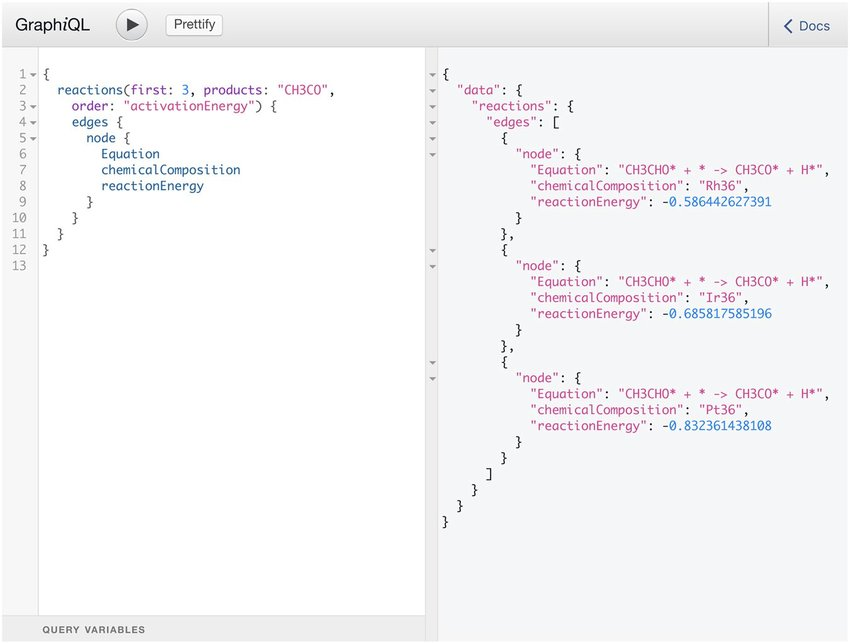 GraphiQL
Prettify
Docs
1 {
2 reactions(first: 3, products: "CH3CO",
3 order: "activationEnergy") {
4 edges {
5 node {
6 Equation
7 chemicalComposition
8 reactionEnergy
9 }
10 }
11 }
12 }
13
{
"data": {
"reactions": {
"edges": [
{
"node": {
"Equation": "CH3CHO* + * -> CH3CO* + H*",
"chemicalComposition": "Rh36",
"reactionEnergy": -0.586442627391
}
},
{
"node": {
"Equation": "CH3CHO* + * -> CH3CO* + H*",
"chemicalComposition": "Ir36",
"reactionEnergy": -0.685817585196
}
},
{
"node": {
"Equation": "CH3CHO* + * -> CH3CO* + H*",
"chemicalComposition": "Pt36",
"reactionEnergy": -0.832361438108
}
}
]
}
}
}
QUERY VARIABLES